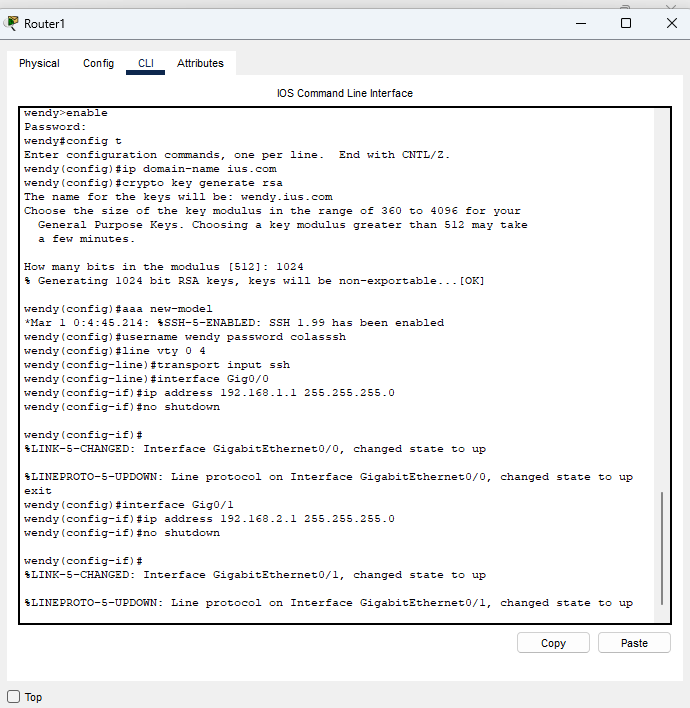 Router1
Physical Config CLI Attributes
IOS Command Line Interface
wendy>enable
Password:
wendy#config t
Enter configuration commands, one per line.  End with CNTL/Z.
wendy(config)#ip domain-name ius.com
wendy(config)#crypto key generate rsa
The name for the keys will be: wendy.ius.com
Choose the size of the key modulus in the range of 360 to 4096 for your
  General Purpose Keys. Choosing a key modulus greater than 512 may take
  a few minutes.
How many bits in the modulus [512]: 1024
% Generating 1024 bit RSA keys, keys will be non-exportable...[OK]
wendy(config)#aaa new-model
*Mar 1 0:4:45.214: %SSH-5-ENABLED: SSH 1.99 has been enabled
wendy(config)#username wendy password colasssh
wendy(config)#line vty 0 4
wendy(config-line)#transport input ssh
wendy(config-line)#interface Gig0/0
wendy(config-if)#ip address 192.168.1.1 255.255.255.0
wendy(config-if)#no shutdown
wendy(config-if)#
%LINK-5-CHANGED: Interface GigabitEthernet0/0, changed state to up
%LINEPROTO-5-UPDOWN: Line protocol on Interface GigabitEthernet0/0, changed state to up
exit
wendy(config)#interface Gig0/1
wendy(config-if)#ip address 192.168.2.1 255.255.255.0
wendy(config-if)#no shutdown
wendy(config-if)#
%LINK-5-CHANGED: Interface GigabitEthernet0/1, changed state to up
%LINEPROTO-5-UPDOWN: Line protocol on Interface GigabitEthernet0/1, changed state to up
Copy Paste
Top